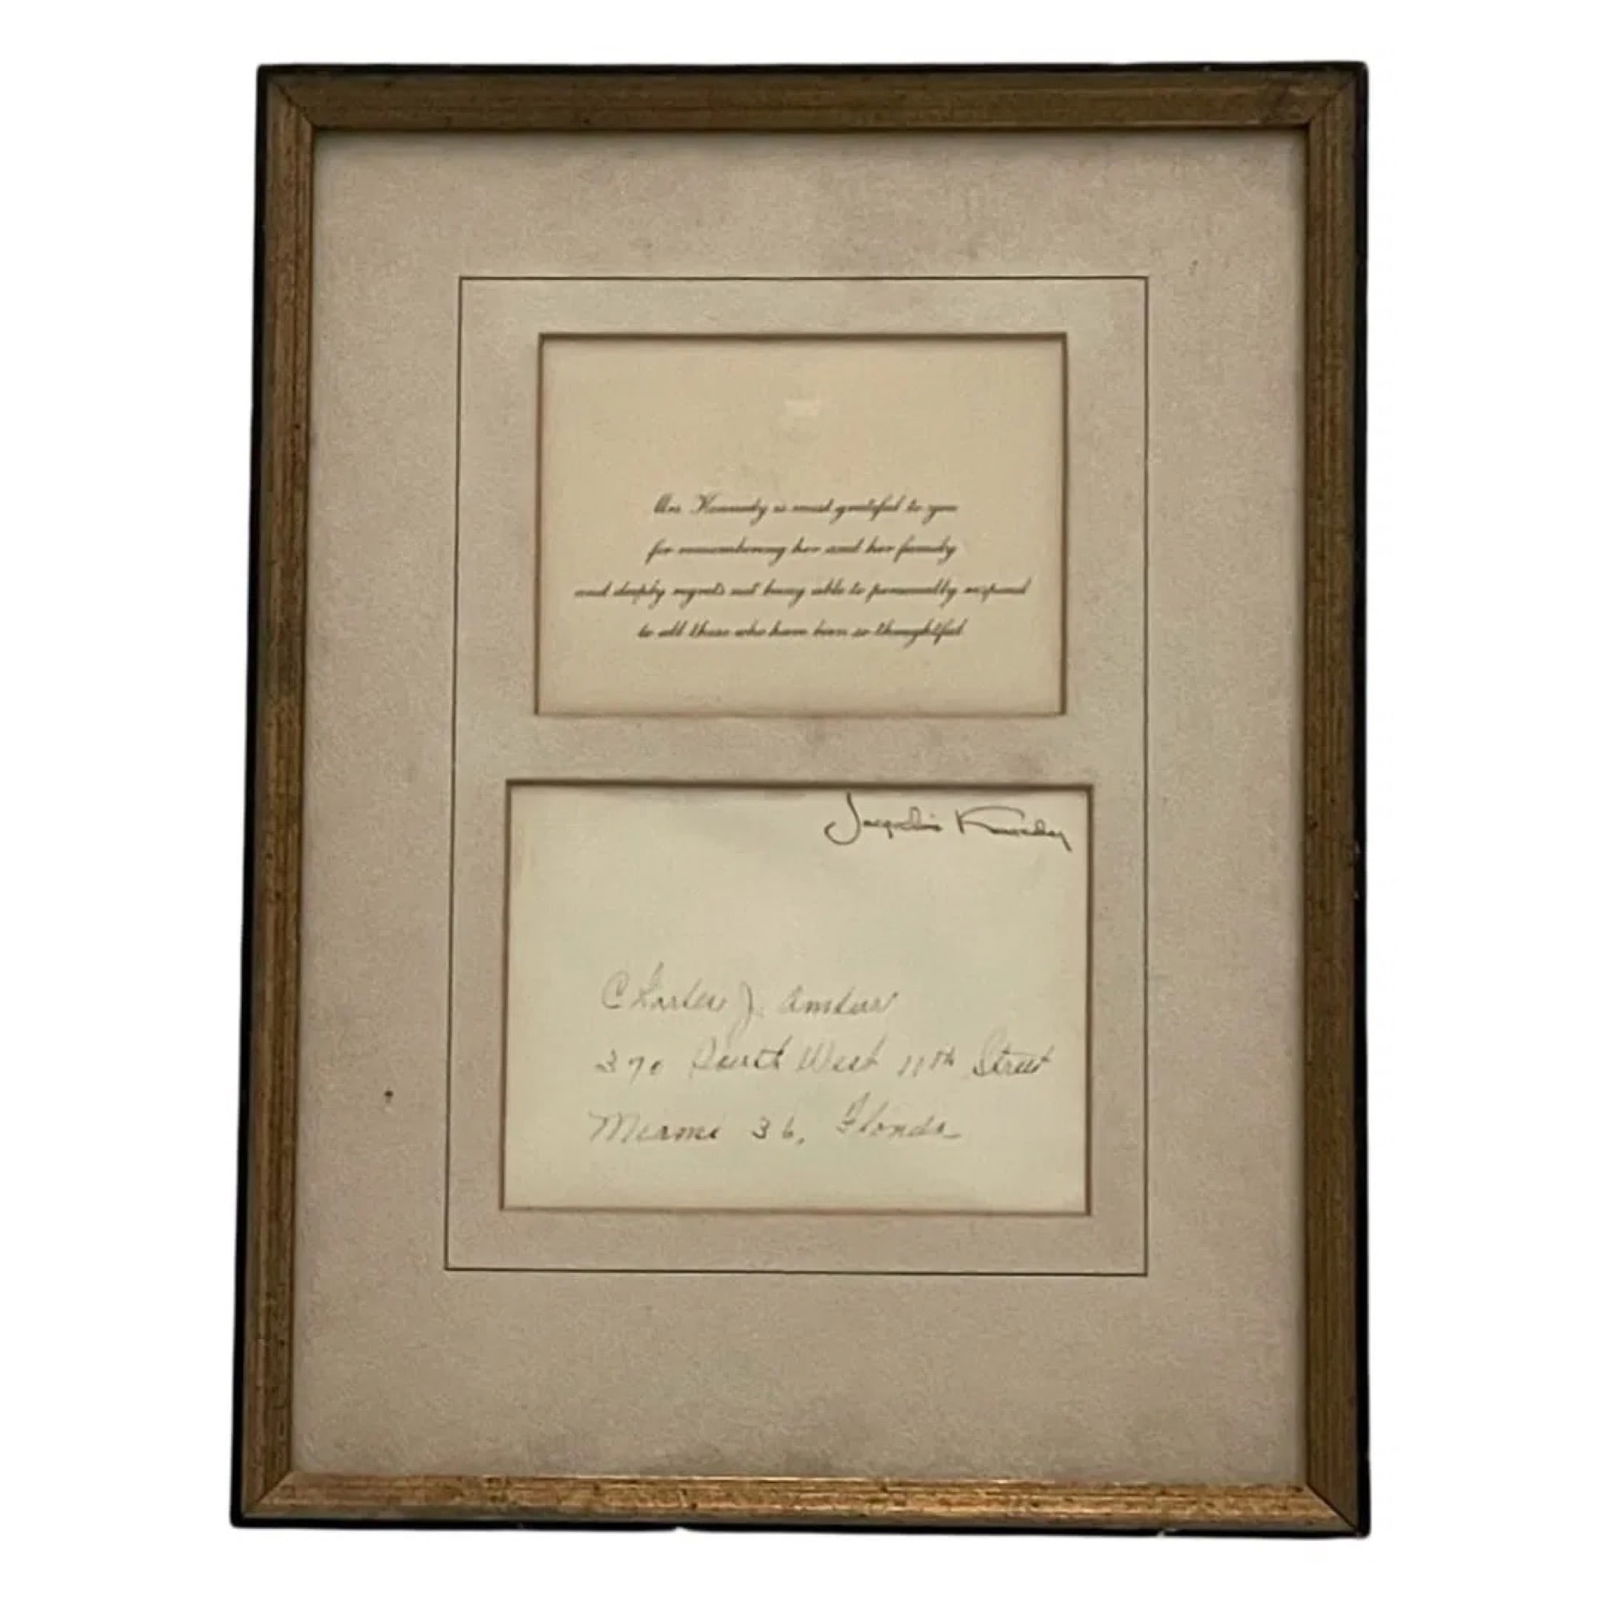 Mrs. Kennedy is most grateful to you
for remembering her and her family
and deeply regrets not being able to personally respond
to all those who have been so thoughtful
Jacqueline Kennedy
Charles J.
370 South West 11th Street
Miami 36, Florida